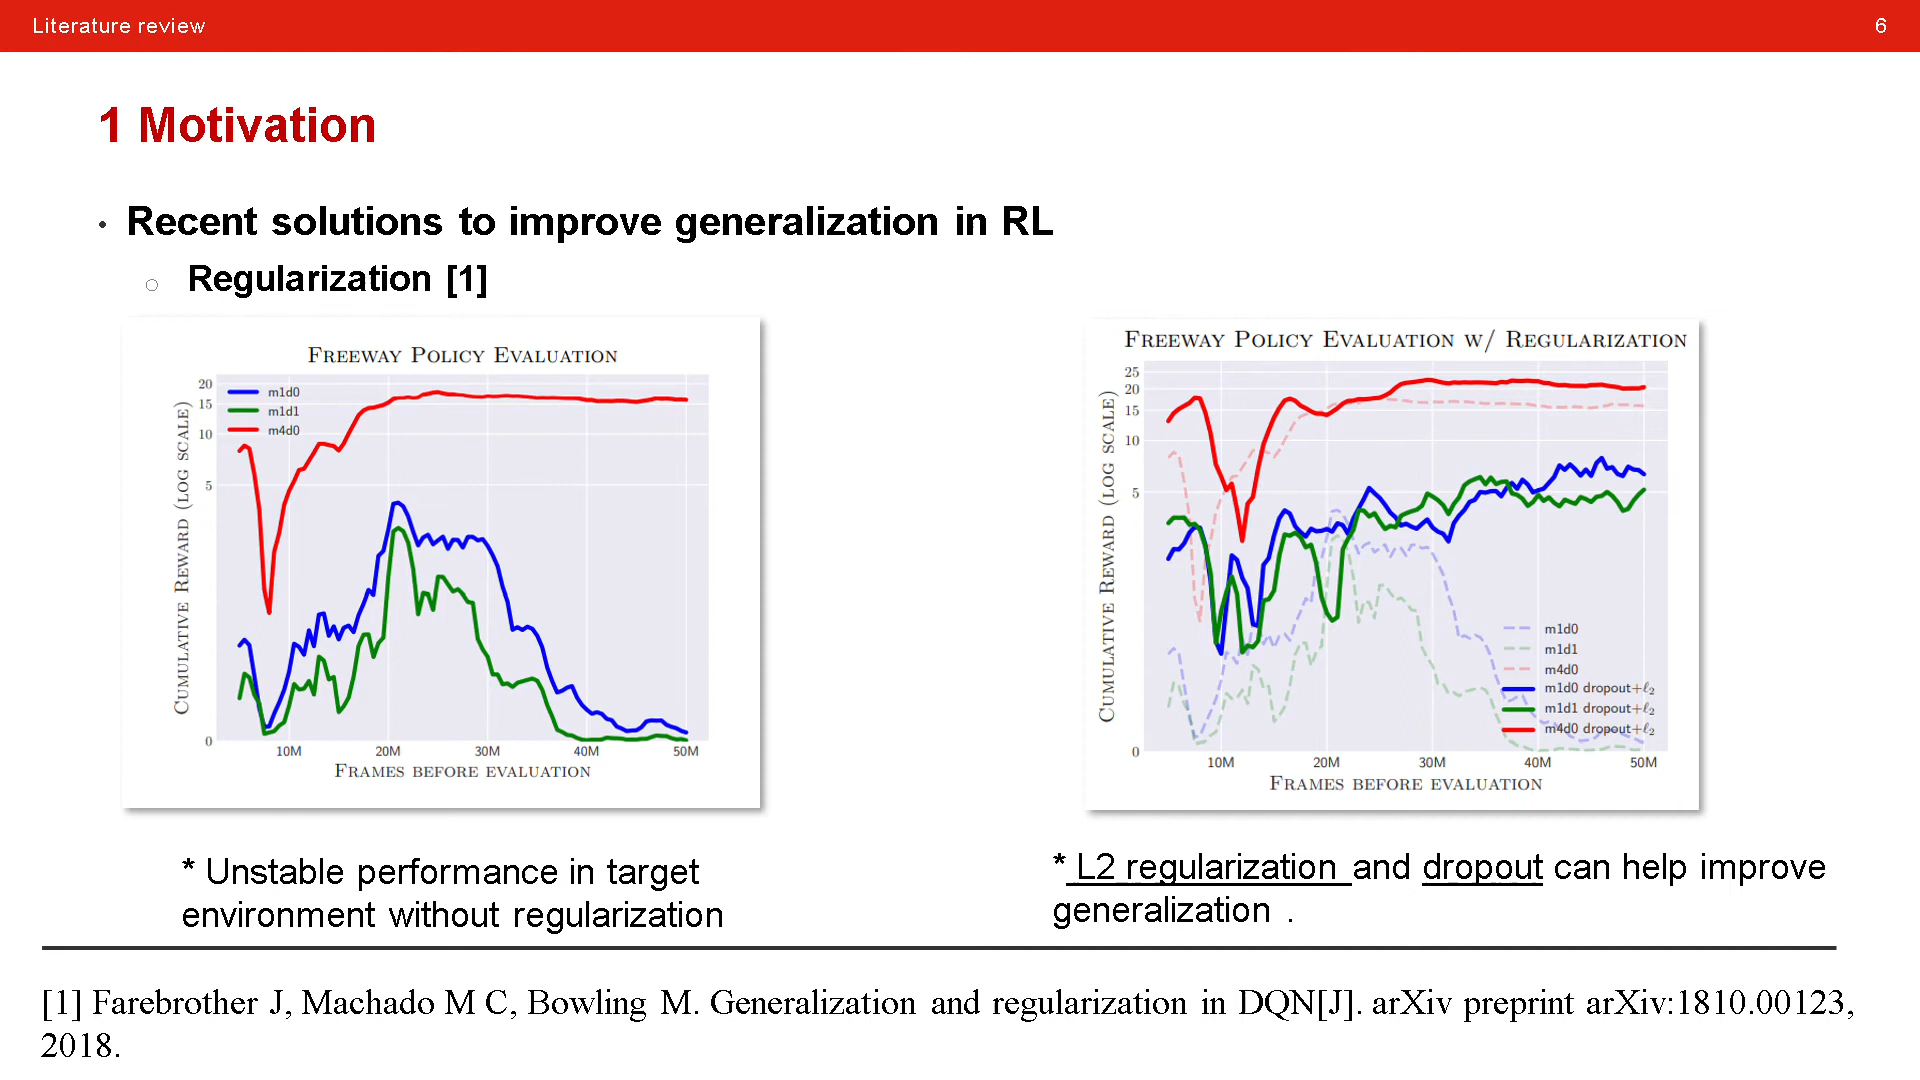 Literature review
6
1 Motivation
• Recent solutions to improve generalization in RL
○ Regularization [1]
FREEWAY POLICY EVALUATION
CUMULATIVE REWARD (LOG SCALE)
20
15
10
5
0
m1d0
m1d1
m4d0
10M 20M 30M 40M 50M
FRAMES BEFORE EVALUATION
FREEWAY POLICY EVALUATION W/ REGULARIZATION
CUMULATIVE REWARD (LOG SCALE)
25
20
15
10
5
0
m1d0
m1d1
m4d0
m1d0 dropout+ℓ2
m1d1 dropout+ℓ2
m4d0 dropout+ℓ2
10M 20M 30M 40M 50M
FRAMES BEFORE EVALUATION
* Unstable performance in target
environment without regularization
* L2 regularization and dropout can help improve
generalization .
[1] Farebrother J, Machado M C, Bowling M. Generalization and regularization in DQN[J]. arXiv preprint arXiv:1810.00123,
2018.